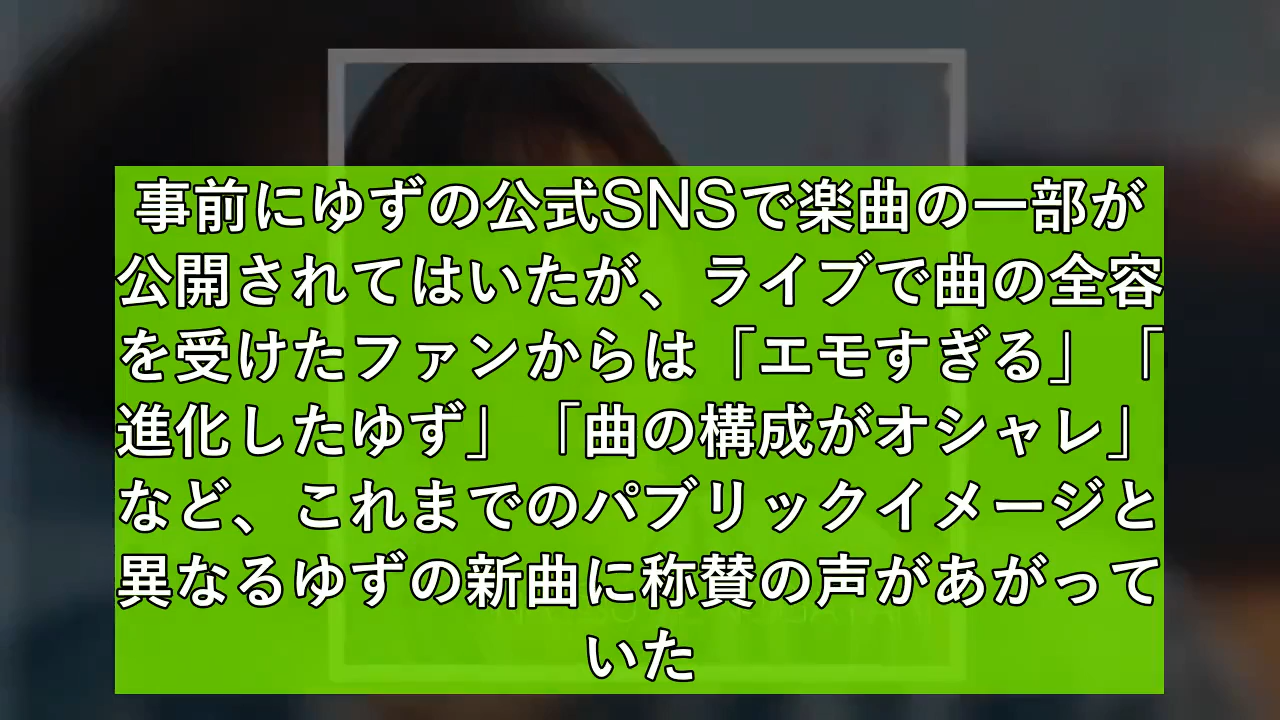 事前にゆずの公式SNSで楽曲の一部が
公開されてはいたが、ライブで曲の全容
を受けたファンからは「エモすぎる」「
進化したゆず」「曲の構成がオシャレ」
など、これまでのパブリックイメージと
異なるゆずの新曲に称賛の声があがって
いた